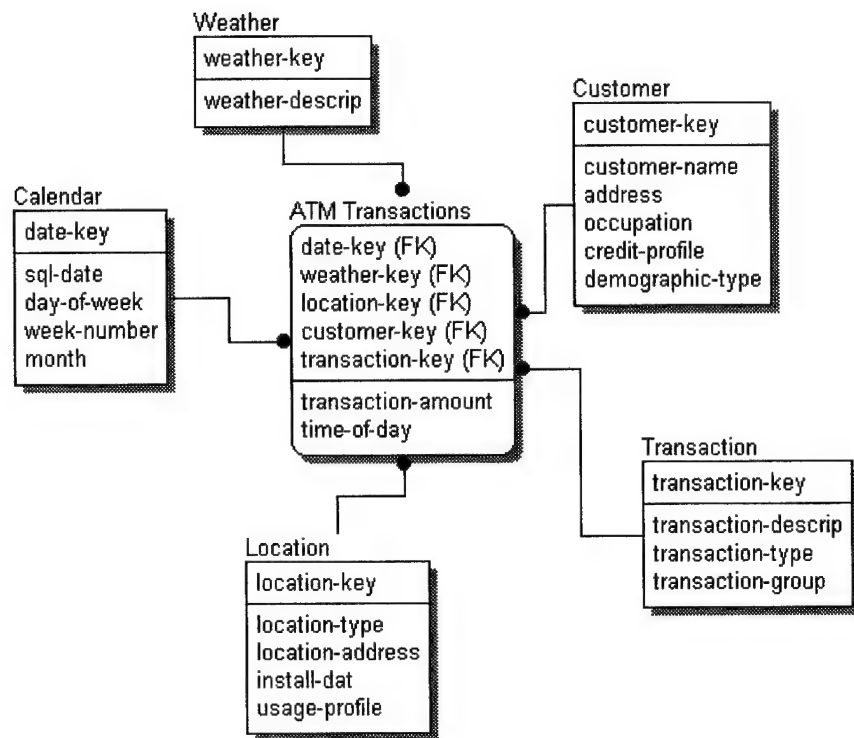 Weather
weather-key
weather-descrip
Customer
customer-key
customer-name
address
occupation
credit-profile
demographic-type
Calendar
date-key
sql-date
day-of-week
week-number
month
ATM Transactions
date-key (FK)
weather-key (FK)
location-key (FK)
customer-key (FK)
transaction-key (FK)
transaction-amount
time-of-day
Transaction
transaction-key
transaction-descrip
transaction-type
transaction-group
Location
location-key
location-type
location-address
install-dat
usage-profile